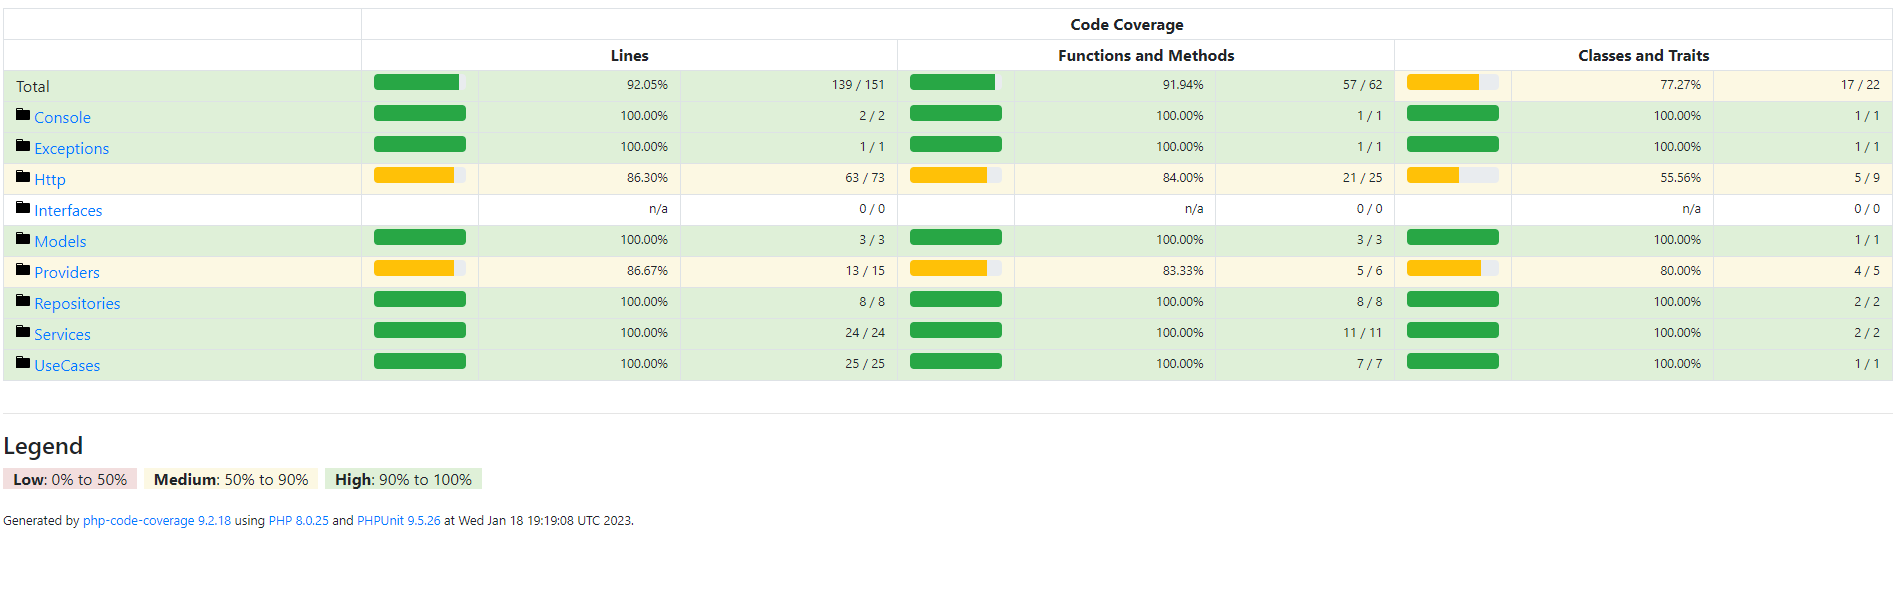 Code Coverage
Lines Functions and Methods Classes and Traits
Total 92.05% 139 / 151 91.94% 57 / 62 77.27% 17 / 22
Console 100.00% 2 / 2 100.00% 1 / 1 100.00% 1 / 1
Exceptions 100.00% 1 / 1 100.00% 1 / 1 100.00% 1 / 1
Http 86.30% 63 / 73 84.00% 21 / 25 55.56% 5 / 9
Interfaces n/a 0 / 0 n/a 0 / 0 n/a 0 / 0
Models 100.00% 3 / 3 100.00% 3 / 3 100.00% 1 / 1
Providers 86.67% 13 / 15 83.33% 5 / 6 80.00% 4 / 5
Repositories 100.00% 8 / 8 100.00% 8 / 8 100.00% 2 / 2
Services 100.00% 24 / 24 100.00% 11 / 11 100.00% 2 / 2
UseCases 100.00% 25 / 25 100.00% 7 / 7 100.00% 1 / 1
Legend
Low: 0% to 50% Medium: 50% to 90% High: 90% to 100%
Generated by php-code-coverage 9.2.18 using PHP 8.0.25 and PHPUnit 9.5.26 at Wed Jan 18 19:19:08 UTC 2023.